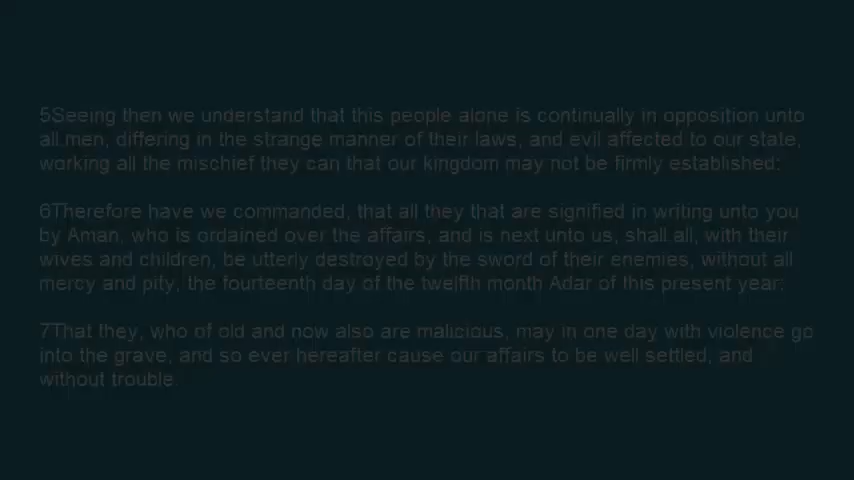 5Seeing then we understand that this people alone is continually in opposition unto
all men, differing in the strange manner of their laws, and evil affected to our state,
working all the mischief they can that our kingdom may not be firmly established:
6Therefore have we commanded, that all they that are signified in writing unto you
by Aman, who is ordained over the affairs, and is next unto us, shall all, with their
wives and children, be utterly destroyed by the sword of their enemies, without all
mercy and pity, the fourteenth day of the twelfth month Adar of this present year:
7That they, who of old and now also are malicious, may in one day with violence go
into the grave, and so ever hereafter cause our affairs to be well settled, and
without trouble.